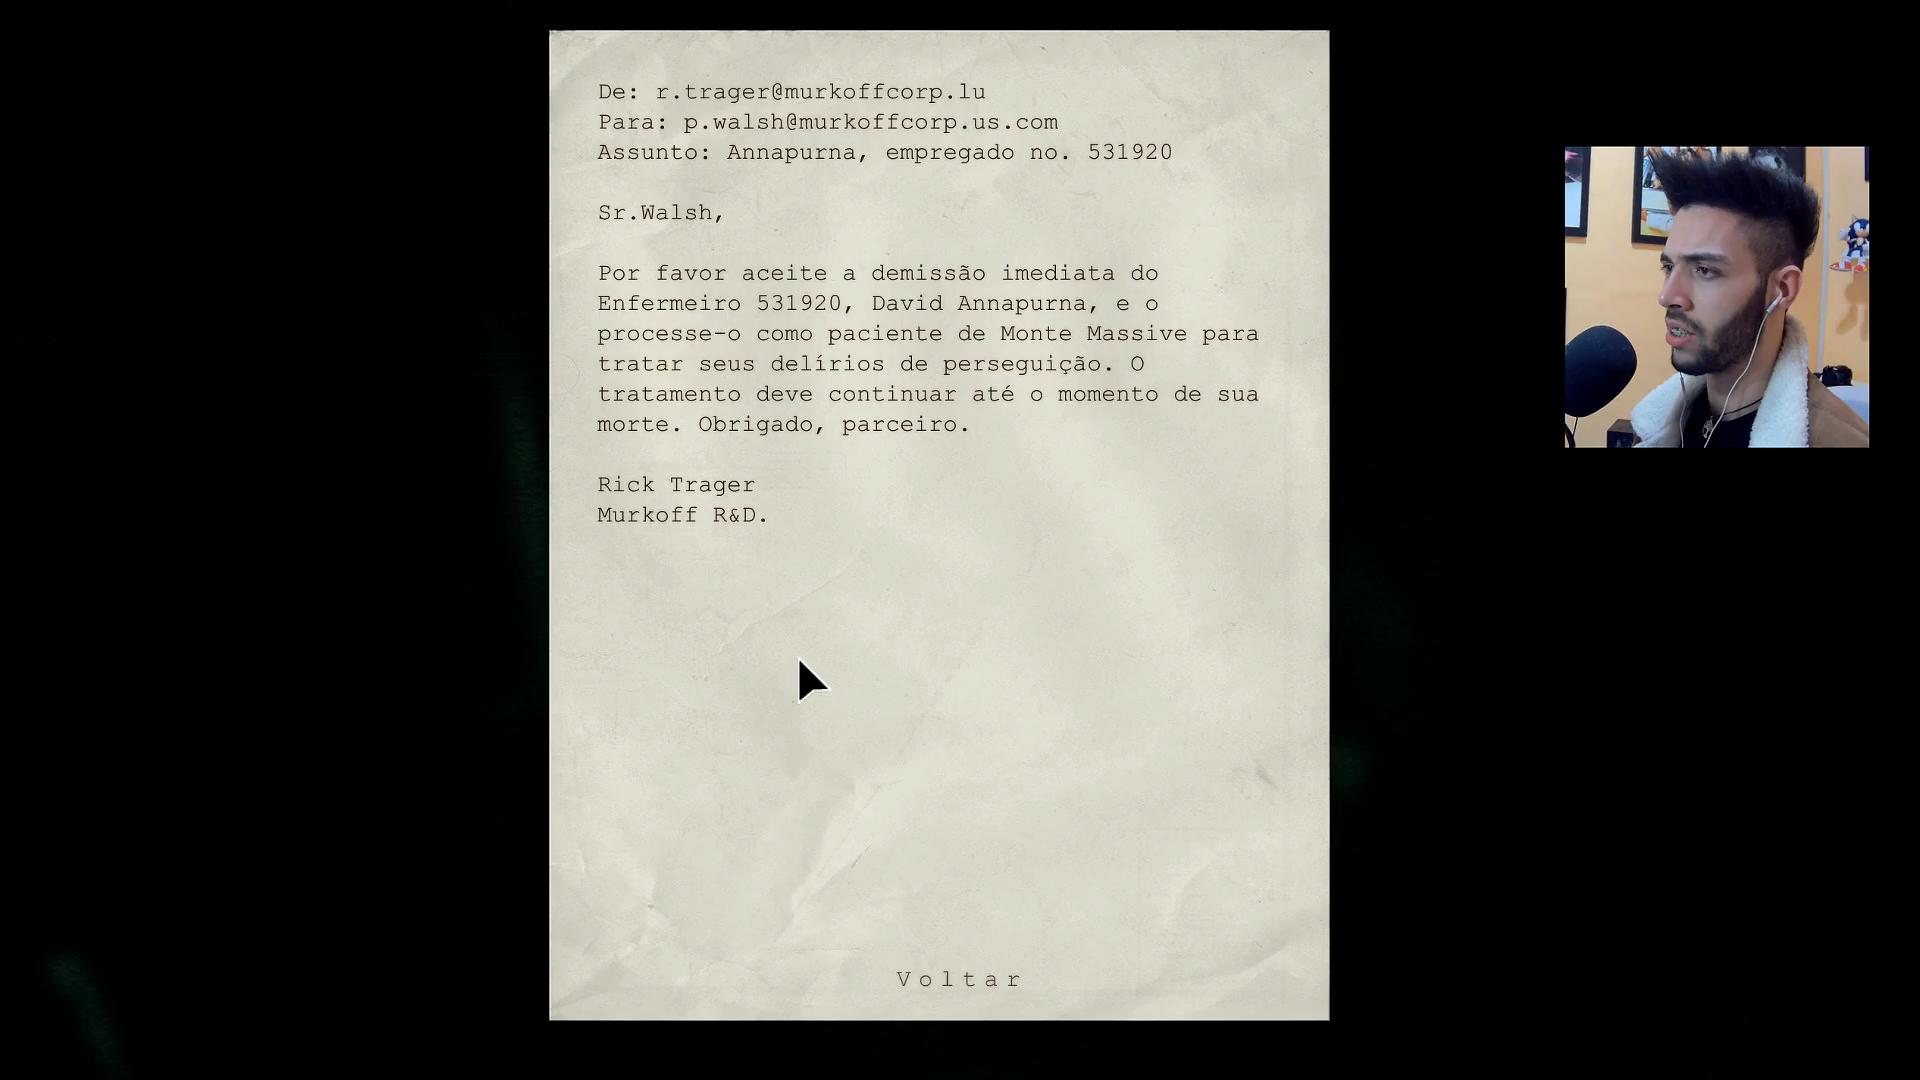 De: r.trager@murkoffcorp.lu
Para: p.walsh@murkoffcorp.us.com
Assunto: Annapurna, empregado no. 531920
Sr.Walsh,
Por favor aceite a demissão imediata do
Enfermeiro 531920, David Annapurna, e o
processe-o como paciente de Monte Massive para
tratar seus delírios de perseguição. O
tratamento deve continuar até o momento de sua
morte. Obrigado, parceiro.
Rick Trager
Murkoff R&D.
Voltar